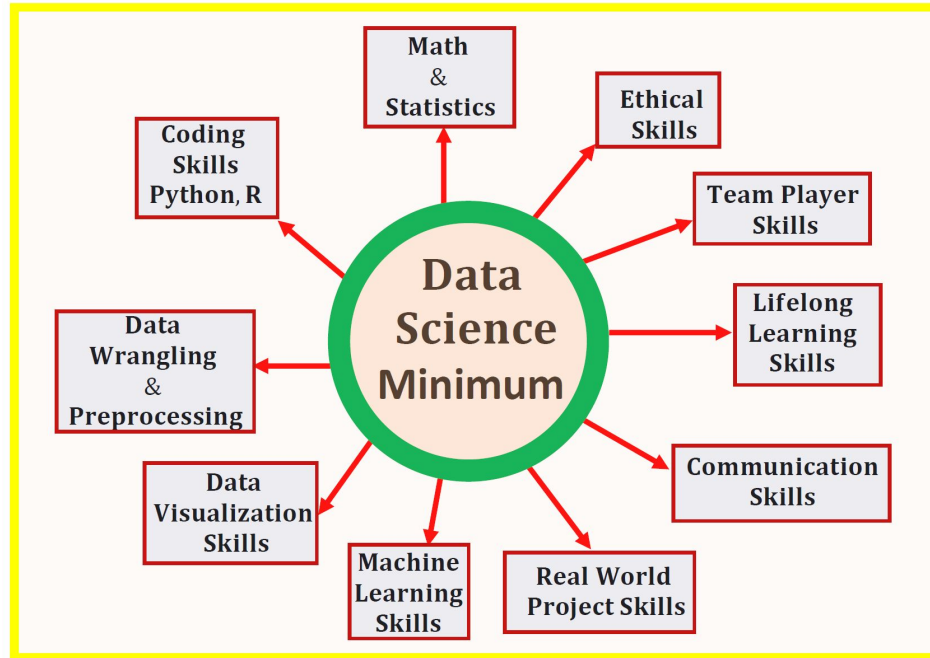 Data
Science
Minimum
Math
&
Statistics
Ethical
Skills
Team Player
Skills
Lifelong
Learning
Skills
Communication
Skills
Real World
Project Skills
Machine
Learning
Skills
Data
Visualization
Skills
Data
Wrangling
&
Preprocessing
Coding
Skills
Python, R